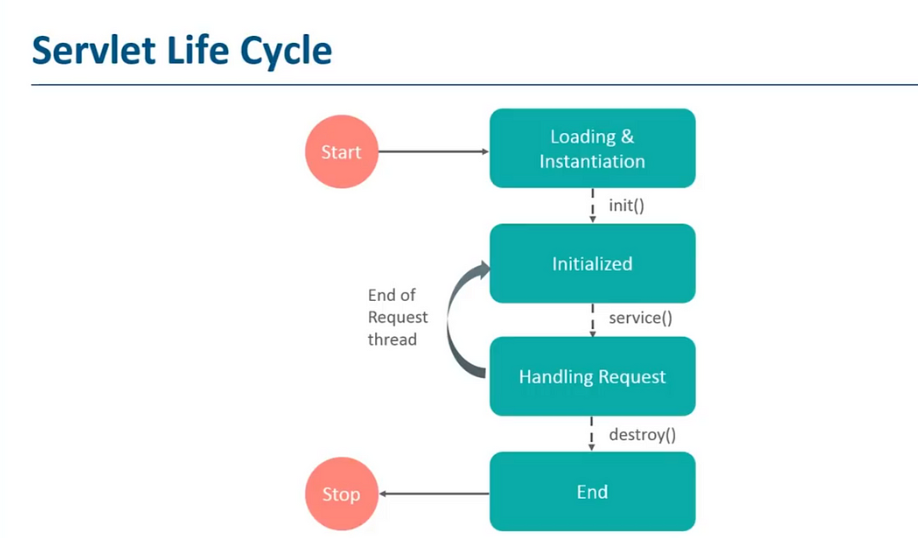 Servlet Life Cycle
Start
Loading &
Instantiation
init()
Initialized
End of
Request
thread
service()
Handling Request
destroy()
Stop
End